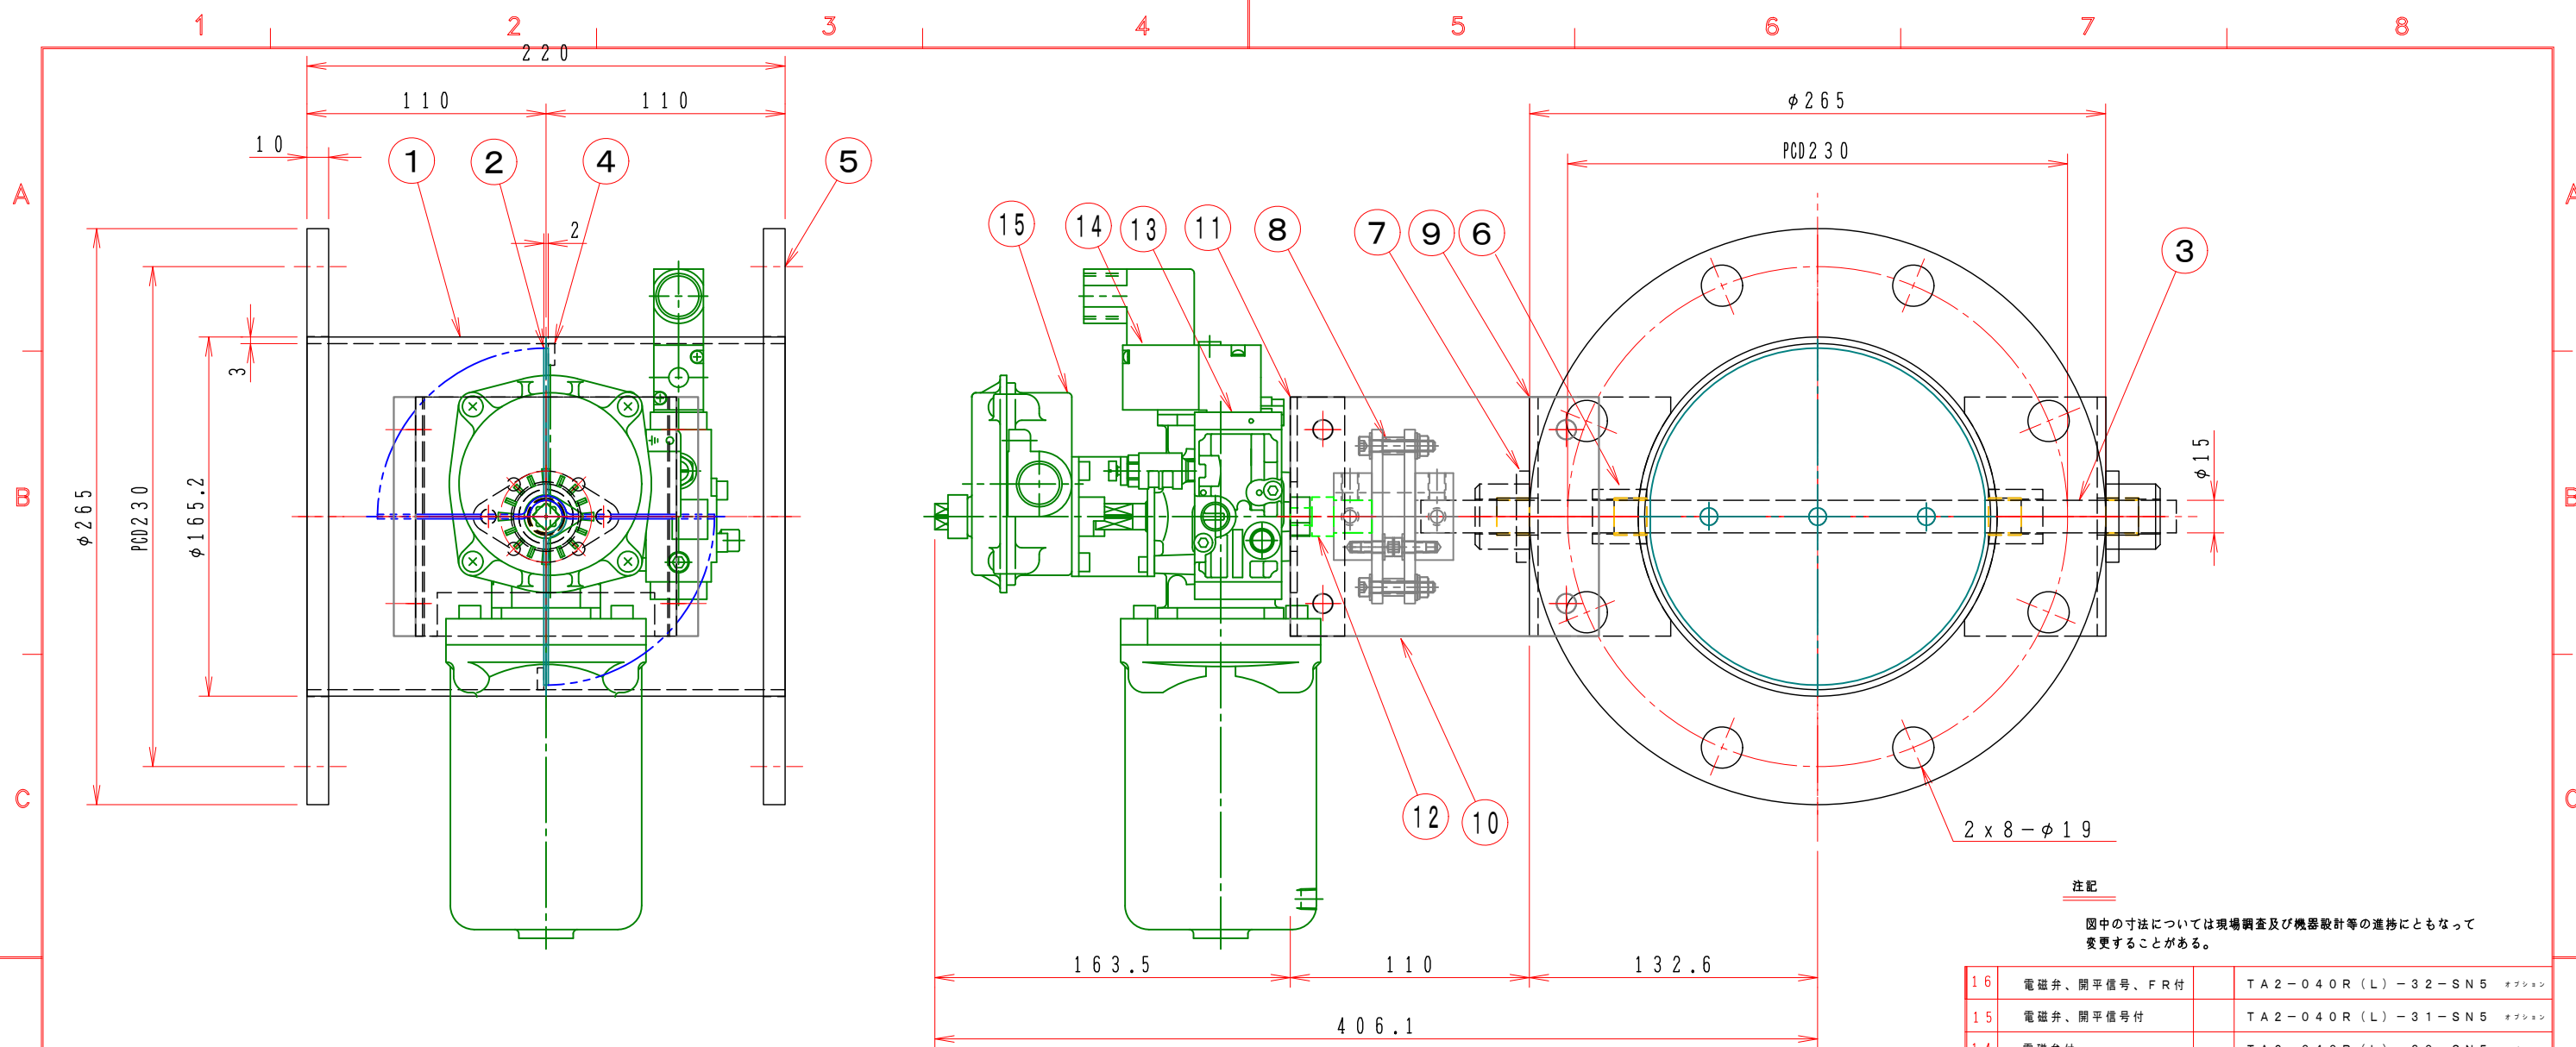 1 2 3 4 5 6 7 8
220
110 110 φ265
10 1 2 4 5 PCD230
A A
2 15 14 13 11 8 7 9 6 3
3
φ15
B B
φ265 PCD230 φ165.2
C C
12 10
2x8-φ19
注記
図中の寸法については現場調査及び機器設計等の進捗にともなって
変更することがある。
163.5 110 132.6
16 電磁弁、開平信号、FR付 TA2-040R(L)-32-SN5 オプション
15 電磁弁、開平信号付 TA2-040R(L)-31-SN5 オプション
406.1